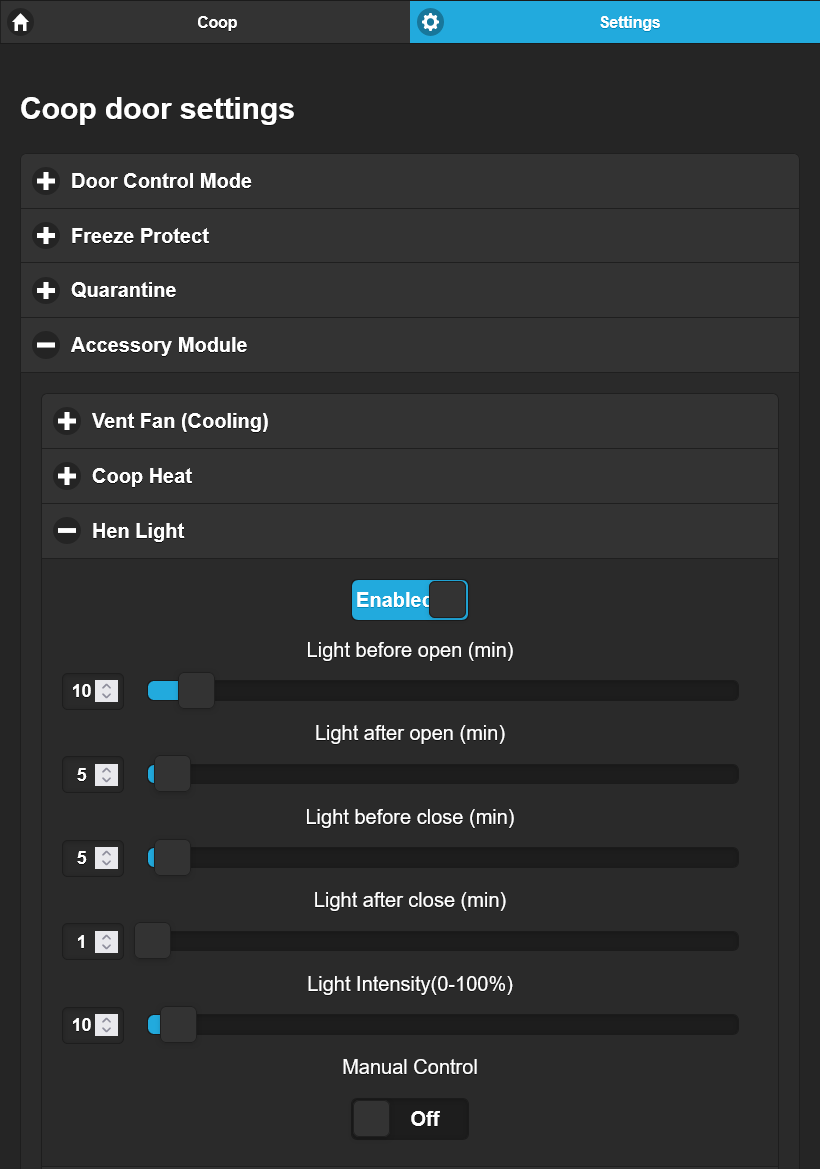 Coop
Settings
Coop door settings
Door Control Mode
Freeze Protect
Quarantine
Accessory Module
Vent Fan (Cooling)
Coop Heat
Hen Light
Enabled
Light before open (min)
10
Light after open (min)
5
Light before close (min)
5
Light after close (min)
1
Light Intensity(0-100%)
10
Manual Control
Off